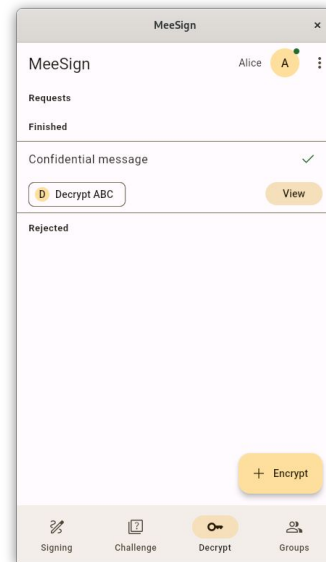 MeeSign ×
MeeSign Alice A
Requests
Finished
Confidential message
D Decrypt ABC View
Rejected
+ Encrypt
Signing Challenge Decrypt Groups